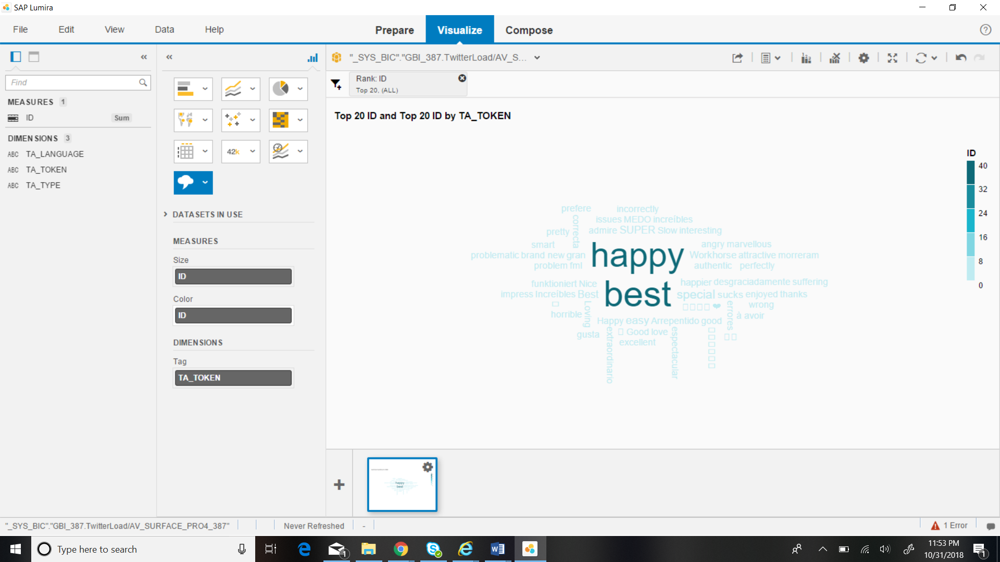 SAP Lumira
File Edit View Data Help
Prepare Visualize Compose
"_SYS_BIC"."GBI_387.TwitterLoad/AV_S...
Find
MEASURES 1
ID Sum
DIMENSIONS 3
ABC TA_LANGUAGE
ABC TA_TOKEN
ABC TA_TYPE
42k
DATASETS IN USE
MEASURES
Size
ID
Color
ID
DIMENSIONS
Tag
TA_TOKEN
Rank: ID
Top 20, (ALL)
Top 20 ID and Top 20 ID by TA_TOKEN
prefere incorrectly
correcta
issues MEDO increíbles
pretty admire SUPER Slow interesting
smart angry marvellous
problematic brand new gran happy Workhorse attractive morreram
problem fml authentic perfectly
funktioniert Nice happier desgraciadamente suffering
impress Increíbles Best best special sucks enjoyed thanks
❤ wrong
horrible Loving errores à avoir
Happy easy Arrepentido good
gusta Good love
extraordinario excellent espectacular
ID
40
32
24
16
8
0
happy
best
"_SYS_BIC"."GBI_387.TwitterLoad/AV_SURFACE_PRO4_387" Never Refreshed - 1 Error
Type here to search
1
11:53 PM
10/31/2018
1